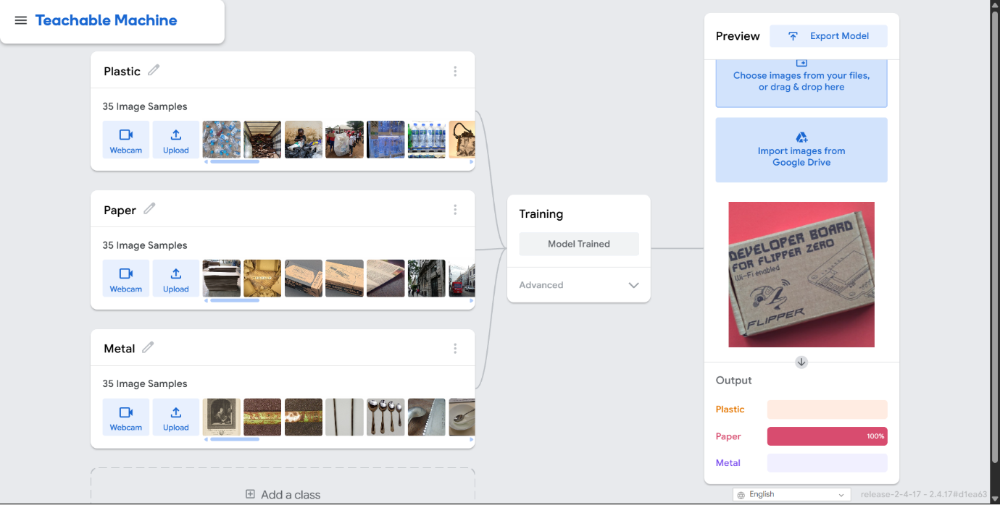 Teachable Machine
Plastic
35 Image Samples
Webcam
Upload
Paper
35 Image Samples
Webcam
Upload
Metal
35 Image Samples
Webcam
Upload
Add a class
Training
Model Trained
Advanced
Preview
Export Model
Choose images from your files,
or drag & drop here
Import images from
Google Drive
DEVELOPER BOARD
FOR FLIPPER ZERO
Wi-Fi enabled
FLIPPER
Output
Plastic
Paper
100%
Metal
English
release-2-4-17 - 2.4.17#d1ea63